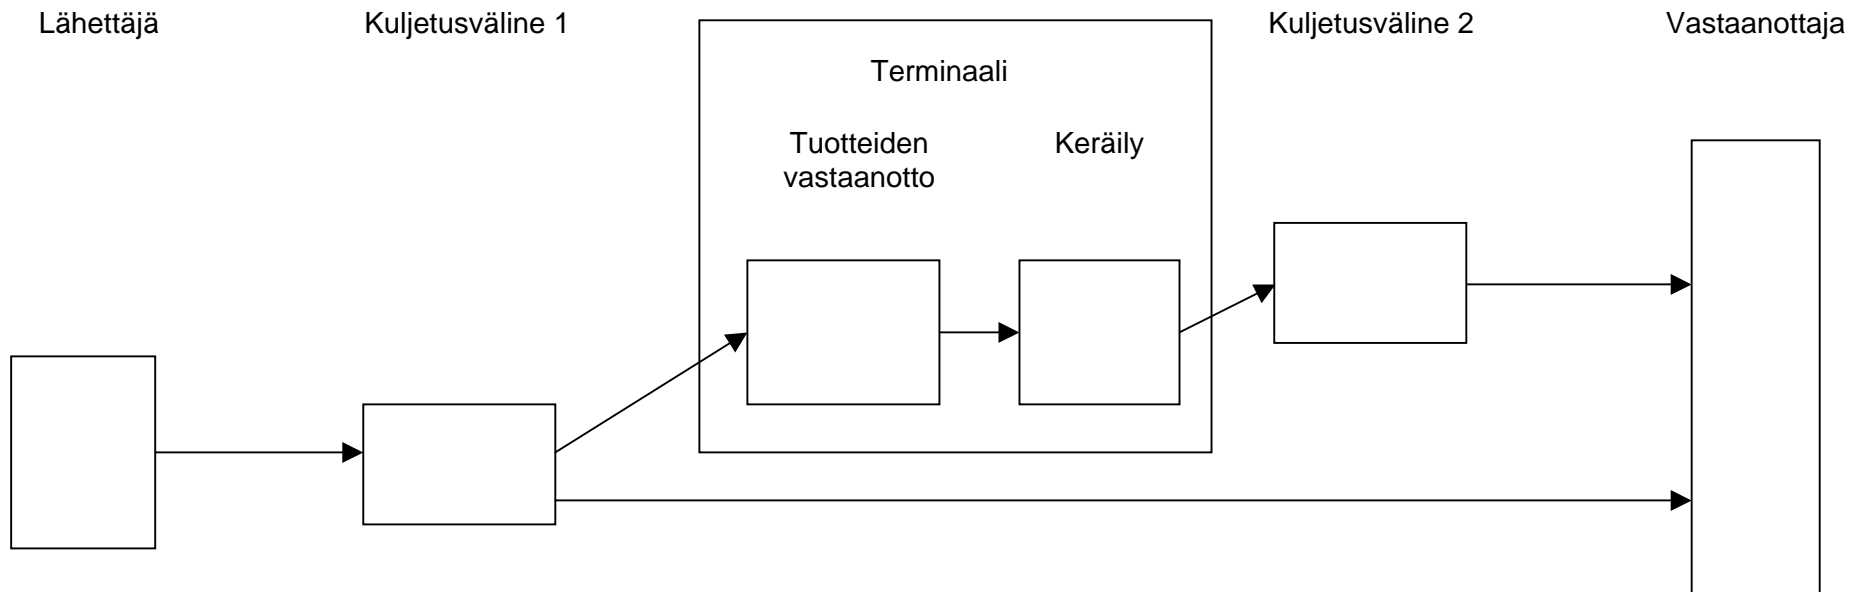 Lähettäjä
Kuljetusväline 1
Terminaali
Tuotteiden
vastaanotto
Keräily
Kuljetusväline 2
Vastaanottaja